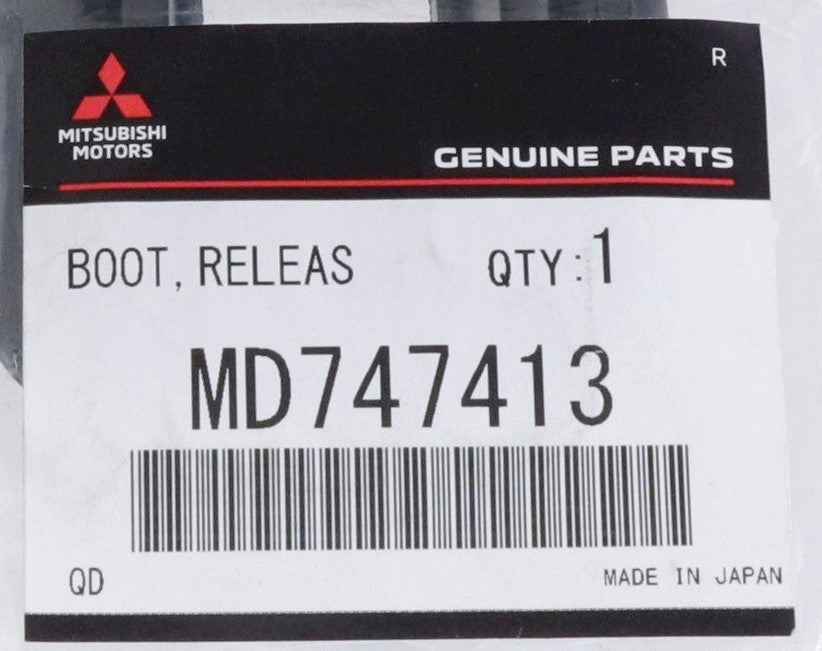 R
MITSUBISHI
MOTORS
GENUINE PARTS
BOOT, RELEAS QTY:1
MD747413
QD
MADE IN JAPAN